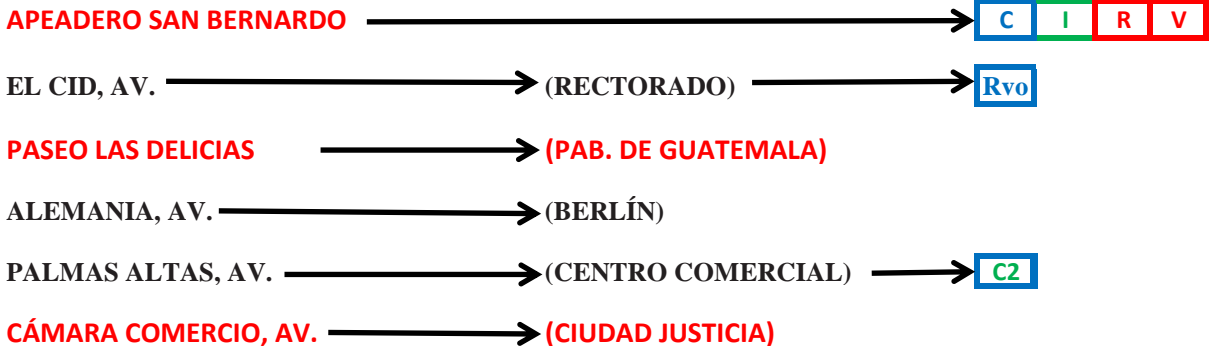 APEADERO SAN BERNARDO C I R V
EL CID, AV. (RECTORADO) Rvo
PASEO LAS DELICIAS (PAB. DE GUATEMALA)
ALEMANIA, AV. (BERLÍN)
PALMAS ALTAS, AV. (CENTRO COMERCIAL) C2
CÁMARA COMERCIO, AV. (CIUDAD JUSTICIA)